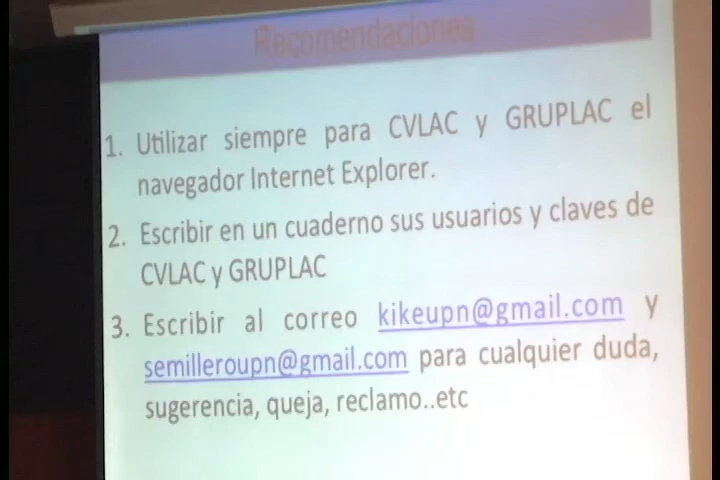 Recomendaciones
1. Utilizar siempre para CVLAC y GRUPLAC el
navegador Internet Explorer.
2. Escribir en un cuaderno sus usuarios y claves de
CVLAC y GRUPLAC
3. Escribir al correo kikeupn@gmail.com y
semilleroupn@gmail.com para cualquier duda,
sugerencia, queja, reclamo..etc